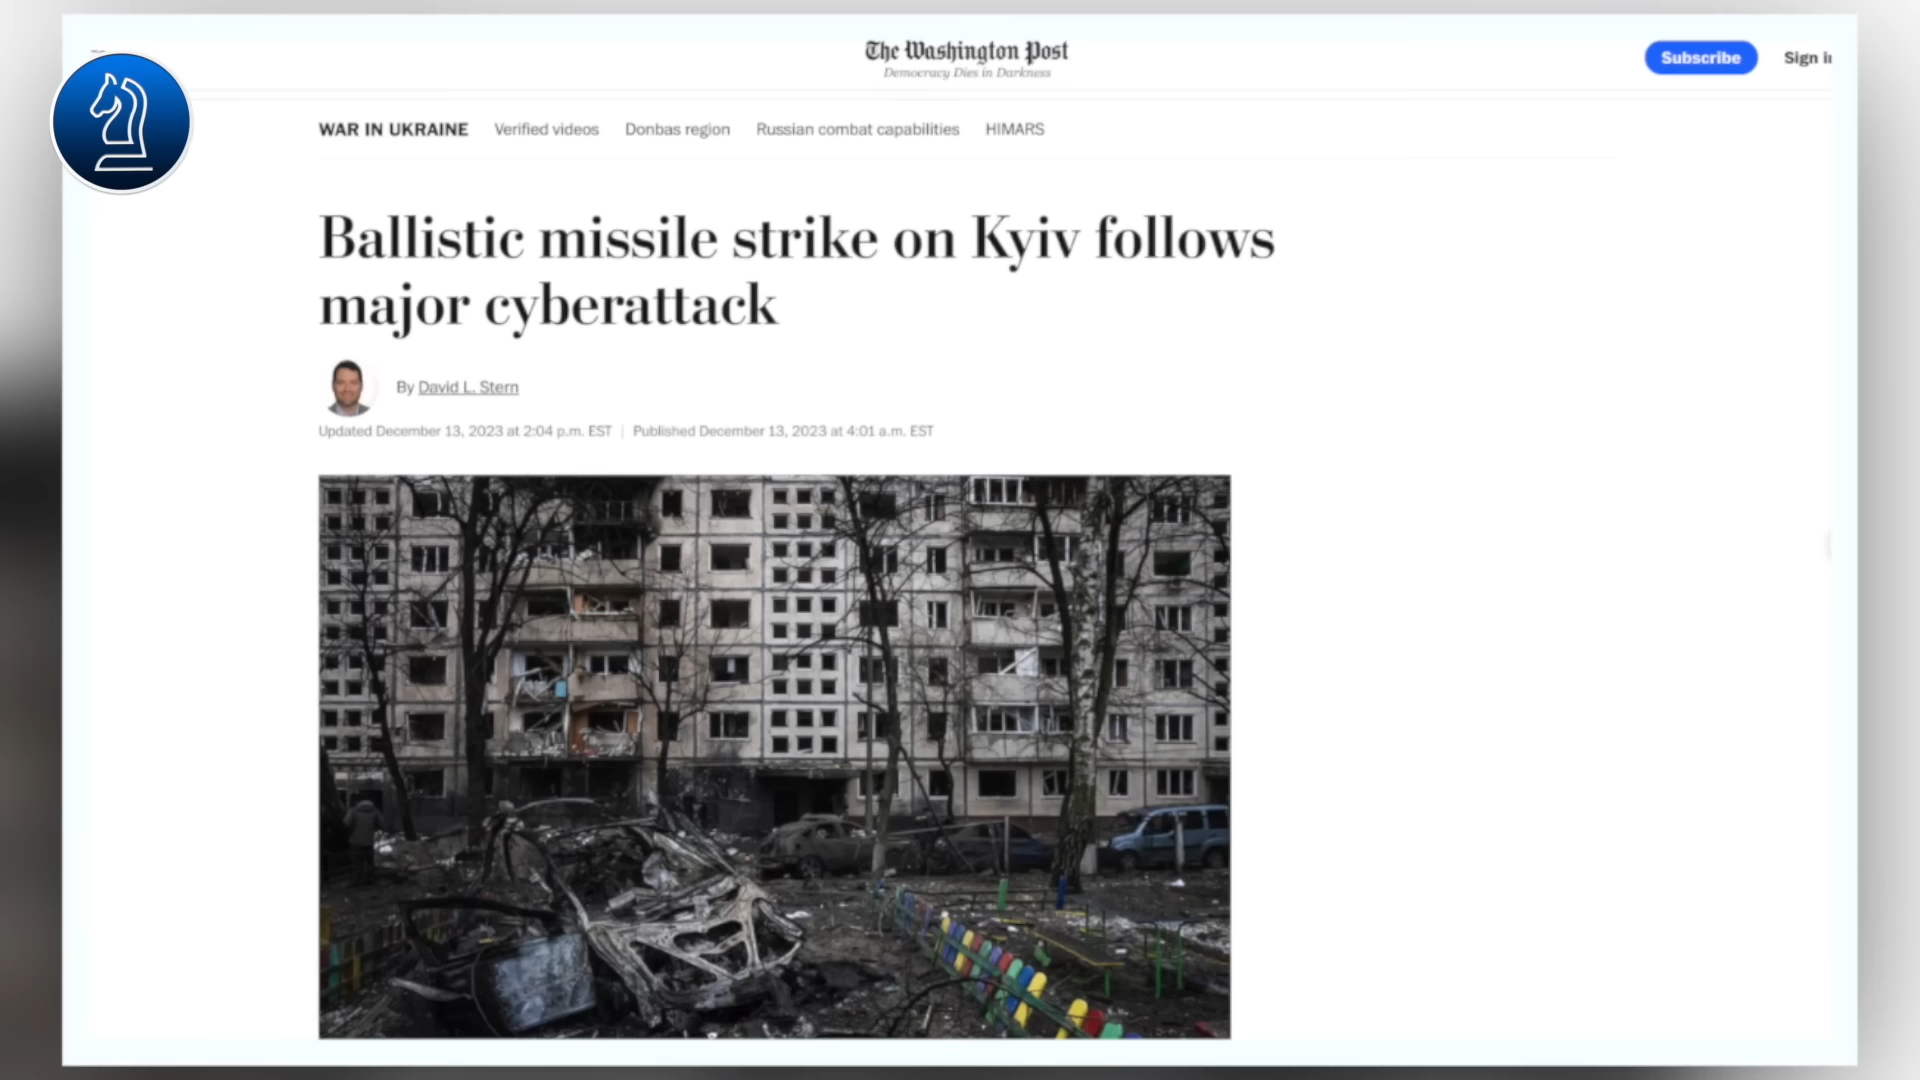 The Washington Post
Democracy Dies in Darkness
Subscribe
Sign in
WAR IN UKRAINE Verified videos Donbas region Russian combat capabilities HIMARS
Ballistic missile strike on Kyiv follows
major cyberattack
By David L. Stern
Updated December 13, 2023 at 2:04 p.m. EST | Published December 13, 2023 at 4:01 a.m. EST